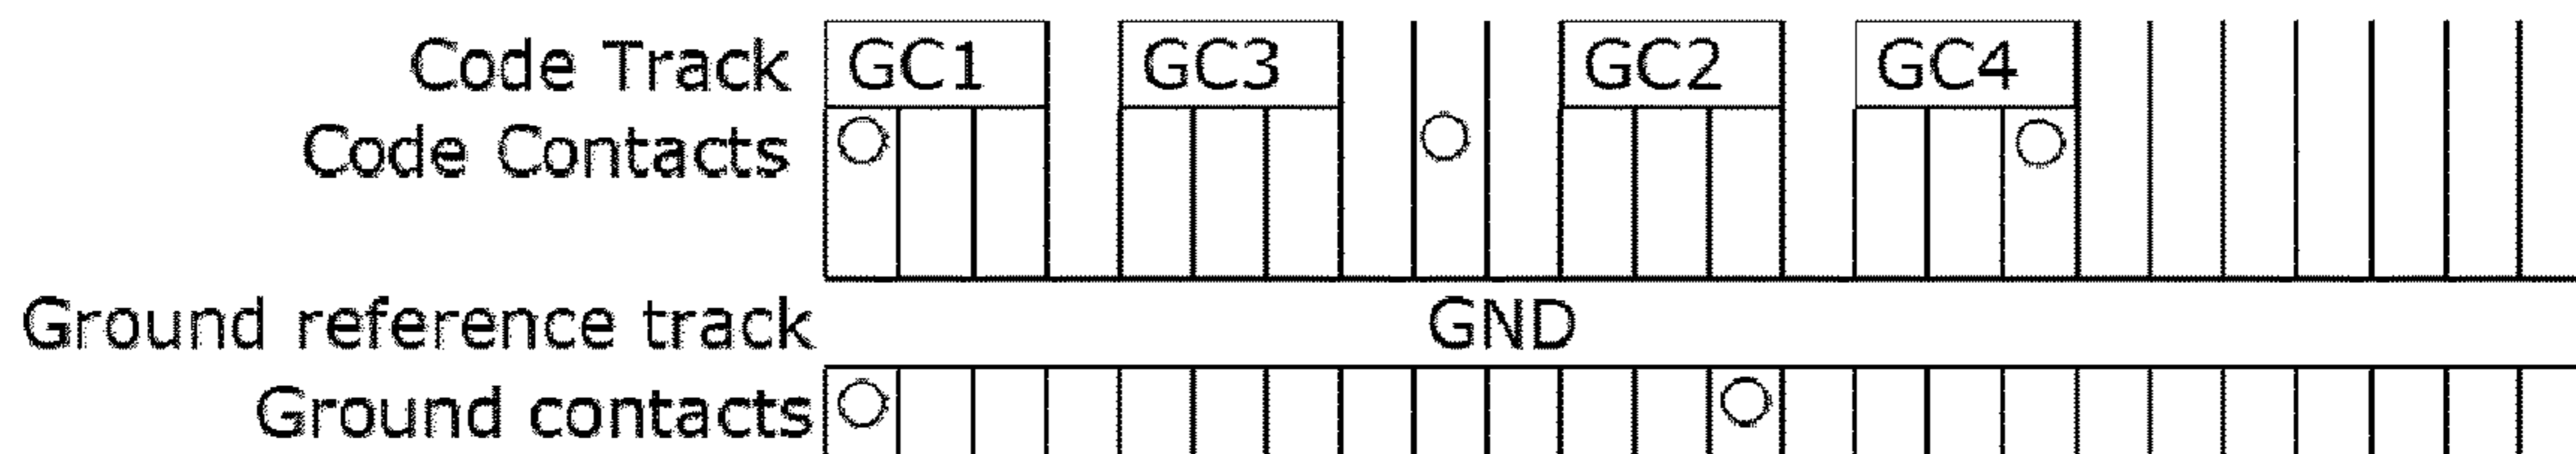 Code Track GC1 GC3 GC2 GC4
Code Contacts
Ground reference track GND
Ground contacts